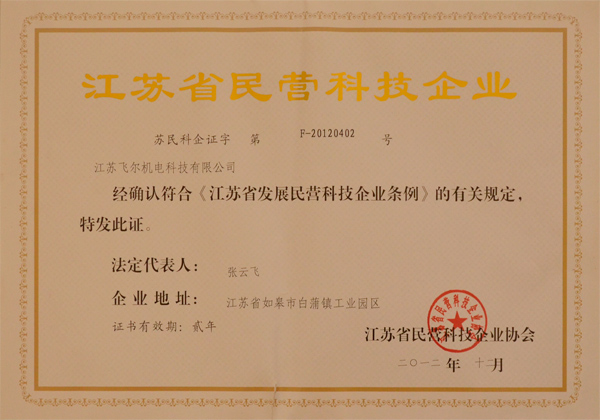 江苏省民营科技企业
苏民科企证字 第 F-20120402 号
江苏飞尔机电科技有限公司
经确认符合《江苏省发展民营科技企业条例》的有关规定，
特发此证。
法定代表人： 张云飞
企业地址： 江苏省如皋市白蒲镇工业园区
证书有效期：贰年
江苏省民营科技企业协会
二〇一二 年 十二 月